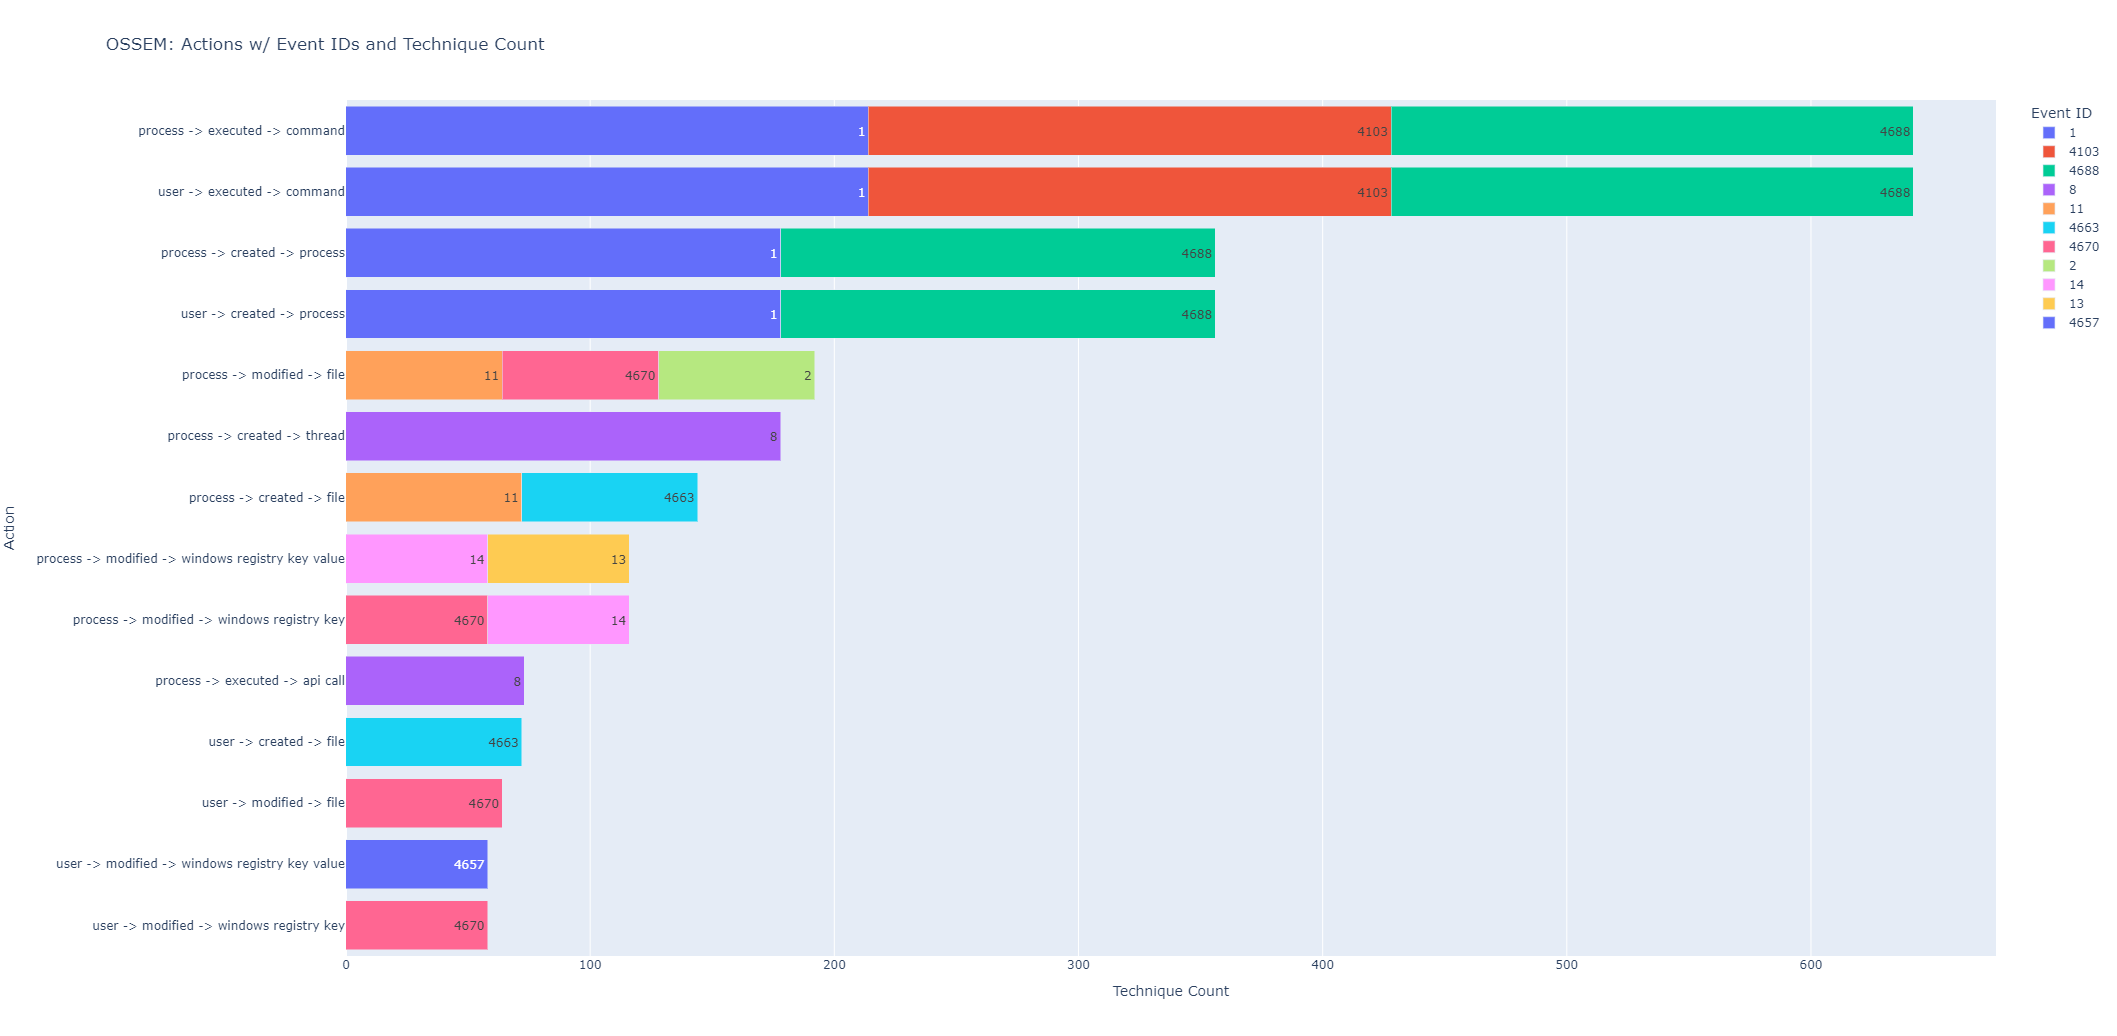 OSSEM: Actions w/ Event IDs and Technique Count
process -> executed -> command 1 4103 4688
user -> executed -> command 1 4103 4688
process -> created -> process 1 4688
user -> created -> process 1 4688
process -> modified -> file 11 4670 2
process -> created -> thread 8
process -> created -> file 11 4663
process -> modified -> windows registry key value 14 13
process -> modified -> windows registry key 4670 14
process -> executed -> api call 8
user -> created -> file 4663
user -> modified -> file 4670
user -> modified -> windows registry key value 4657
user -> modified -> windows registry key 4670
Action
0 100 200 300 400 500 600
Technique Count
Event ID
1
4103
4688
8
11
4663
4670
2
14
13
4657